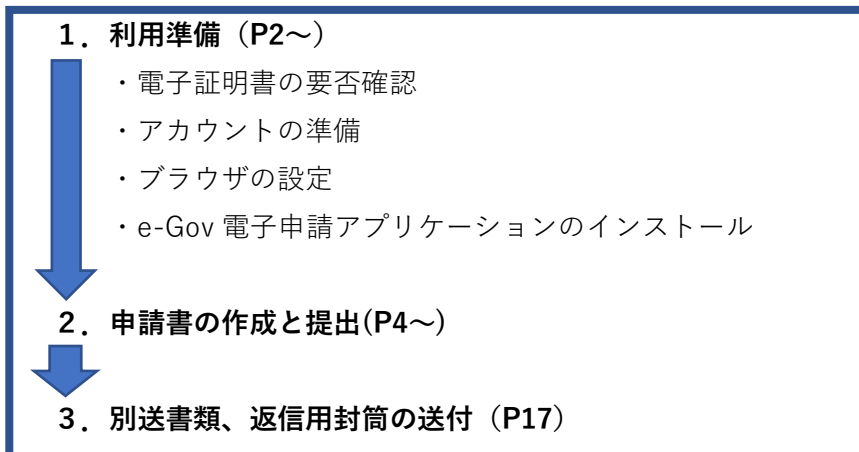 １．利用準備（P2～）
・電子証明書の要否確認
・アカウントの準備
・ブラウザの設定
・e-Gov 電子申請アプリケーションのインストール
２．申請書の作成と提出(P4～)
３．別送書類、返信用封筒の送付（P17）